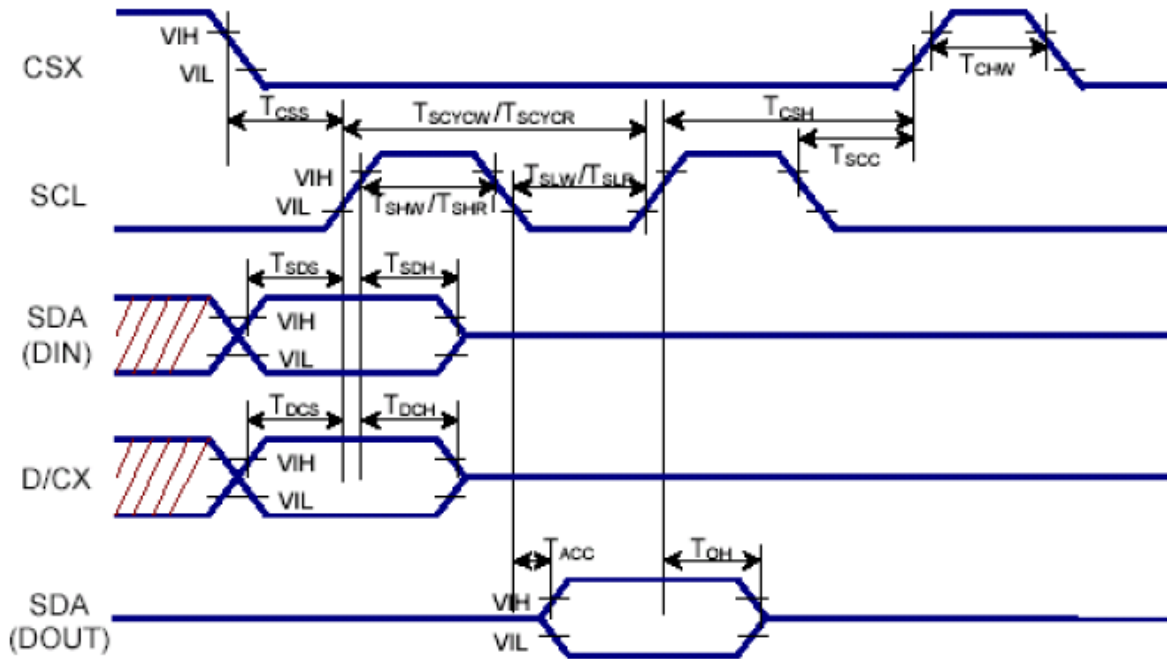 VIH
CSX
VIL
TCHW
TCSS
TSCYCW/TSCYCR
TCSH
TSCC
VIH
TSLW/TSLR
SCL
VIL
TSHW/TSHR
TSDS
TSDH
SDA
(DIN)
VIH
VIL
TDCS
TDCH
D/CX
VIH
VIL
TACC
TOH
SDA
(DOUT)
VIH
VIL